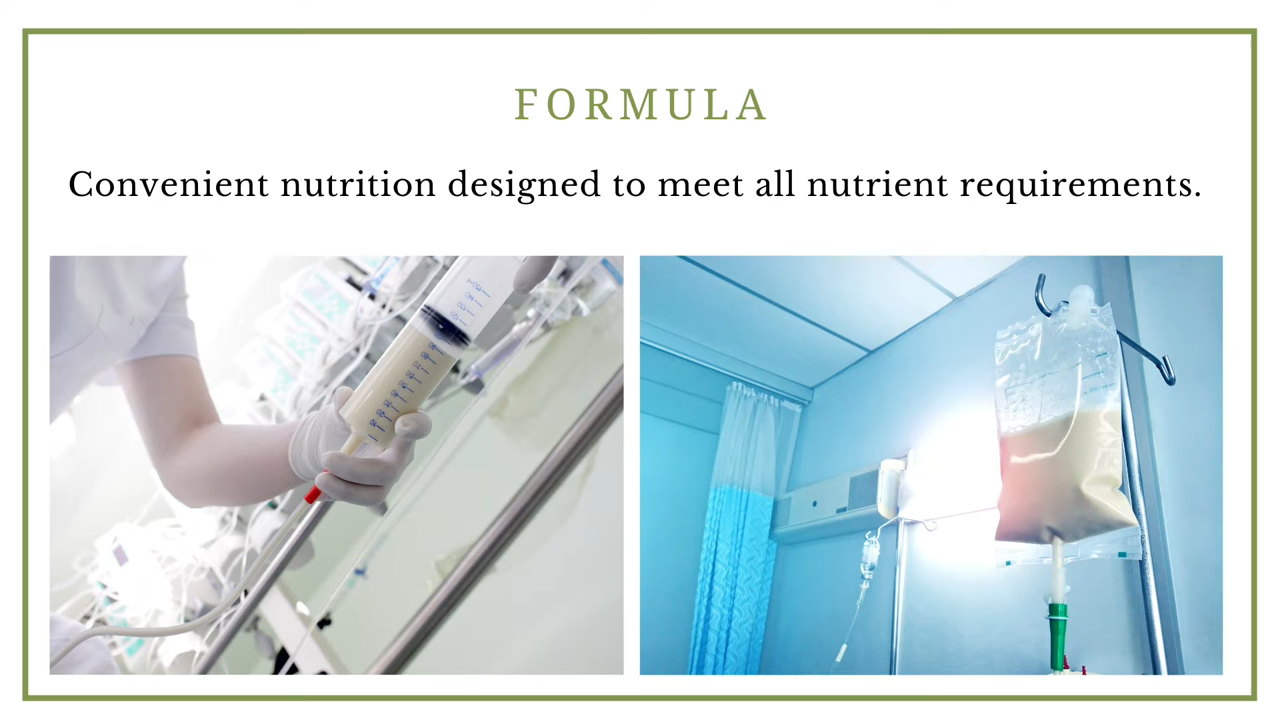 FORMULA
Convenient nutrition designed to meet all nutrient requirements.